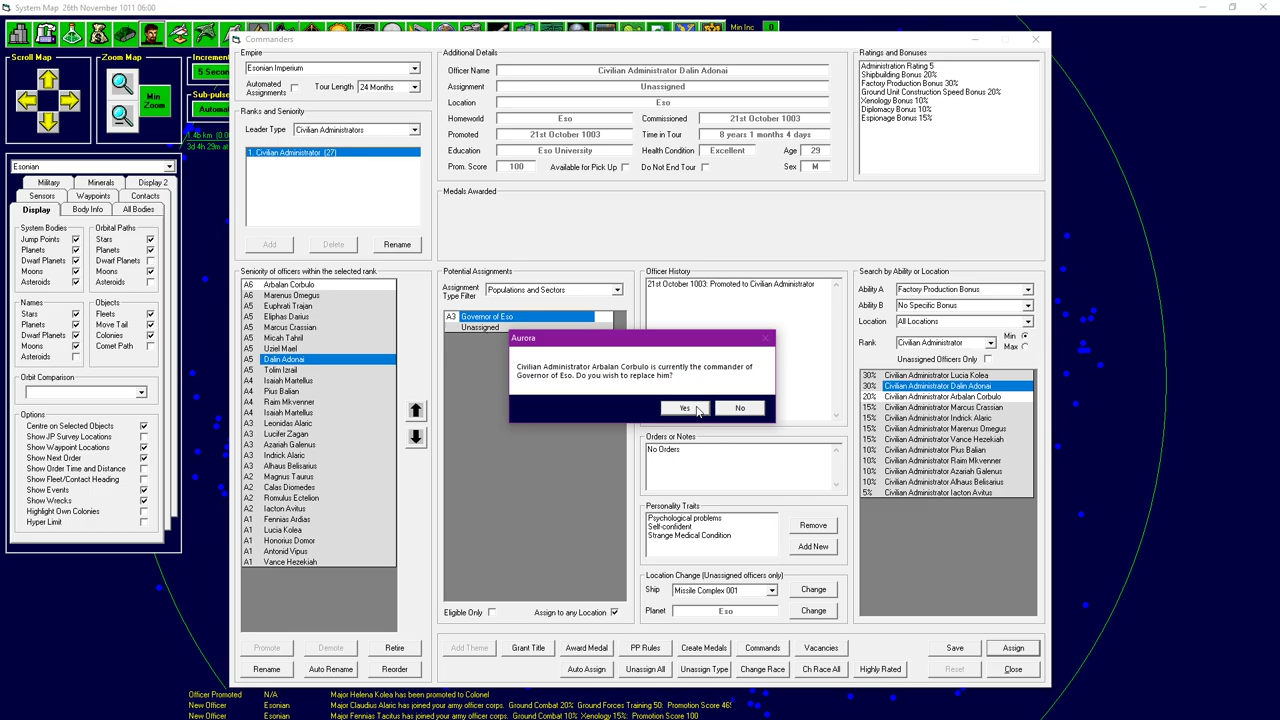 System Map 26th November 1011 06:00
Min Inc 0
Scroll Map
Zoom Map
Min
Zoom
Increment
5 Secon
Sub-pulse
Automa
Esonian
Military Minerals Display 2
Sensors Waypoints Contacts
Display Body Info All Bodies
System Bodies Orbital Paths
Jump Points Stars
Planets Planets
Dwarf Planets Dwarf Planets
Moons Moons
Asteroids Asteroids
Names Objects
Stars Fleets
Planets Move Tail
Dwarf Planets Colonies
Moons Comet Path
Asteroids
Orbit Comparison
Options
Centre on Selected Objects
Show JP Survey Locations
Show Waypoint Locations
Show Next Order
Show Order Time and Distance
Show Fleet/Contact Heading
Show Events
Show Wrecks
Highlight Own Colonies
Hyper Limit
Commanders
Empire
Esonian Imperium
Automated
Assignments
Tour Length 24 Months
Ranks and Seniority
Leader Type Civilian Administrators
1. Civilian Administrator (27)
Add Delete Rename
Additional Details
Officer Name Civilian Administrator Dalin Adonai
Assignment Unassigned
Location Eso
Homeworld Eso Commissioned 21st October 1003
Promoted 21st October 1003 Time in Tour 8 years 1 months 4 days
Education Eso University Health Condition Excellent Age 29
Prom. Score 100 Available for Pick Up Do Not End Tour Sex M
Medals Awarded
Ratings and Bonuses
Administration Rating 5
Shipbuilding Bonus 20%
Factory Production Bonus 30%
Ground Unit Construction Speed Bonus 20%
Xenology Bonus 10%
Diplomacy Bonus 10%
Espionage Bonus 15%
Seniority of officers within the selected rank
A6 Arbalan Corbulo
A6 Marenus Omegus
A5 Euphrati Trajan
A5 Eliphas Darius
A5 Marcus Crassian
A5 Micah Tahril
A5 Uziel Mael
A5 Dalin Adonai
A5 Tolim Izrail
A4 Isaiah Martellus
A4 Pius Balian
A4 Raim Mkvenner
A3 Leonidas Alaric
A3 Lucifer Zagan
A3 Azariah Galenus
A3 Indrick Alaric
A3 Alhaus Belisarius
A2 Magnus Taurus
A2 Calas Diomedes
A2 Romulus Ectelion
A2 Iacton Avitus
A1 Fennias Ardias
A1 Lucia Kolea
A1 Honorius Domor
A1 Antonid Vipus
A1 Vance Hezekiah
Potential Assignments
Assignment
Type Filter
Populations and Sectors
A3 Governor of Eso
Unassigned
Eligible Only Assign to any Location
Officer History
21st October 1003: Promoted to Civilian Administrator
Aurora
Civilian Administrator Arbalan Corbulo is currently the commander of
Governor of Eso. Do you wish to replace him?
Yes No
Orders or Notes
No Orders
Personality Traits
Psychological problems
Self-confident
Strange Medical Condition
Remove
Add New
Location Change (Unassigned officers only)
Ship Missile Complex 001 Change
Planet Eso Change
Search by Ability or Location
Ability A Factory Production Bonus
Ability B No Specific Bonus
Location All Locations
Rank Civilian Administrator Min
Max
Unassigned Officers Only
30% Civilian Administrator Lucia Kolea
30% Civilian Administrator Dalin Adonai
20% Civilian Administrator Arbalan Corbulo
15% Civilian Administrator Marcus Crassian
15% Civilian Administrator Indrick Alaric
15% Civilian Administrator Marenus Omegus
15% Civilian Administrator Vance Hezekiah
10% Civilian Administrator Pius Balian
10% Civilian Administrator Raim Mkvenner
10% Civilian Administrator Azariah Galenus
10% Civilian Administrator Alhaus Belisarius
5% Civilian Administrator Iacton Avitus
Promote Demote Retire Add Theme Grant Title Award Medal PP Rules Create Medals Commands Vacancies Save Assign
Rename Auto Rename Reorder Auto Assign Unassign All Unassign Type Change Race Ch Race All Highly Rated Reset Close
Officer Promoted N/A Major Helena Kolea has been promoted to Colonel
New Officer Esonian Major Claudius Alaric has joined your army officer corps. Ground Combat 20% Ground Forces Training 50: Promotion Score 465
New Officer Esonian Major Fennias Tacitus has joined your army officer corps. Ground Combat 10% Xenology 15%: Promotion Score 100